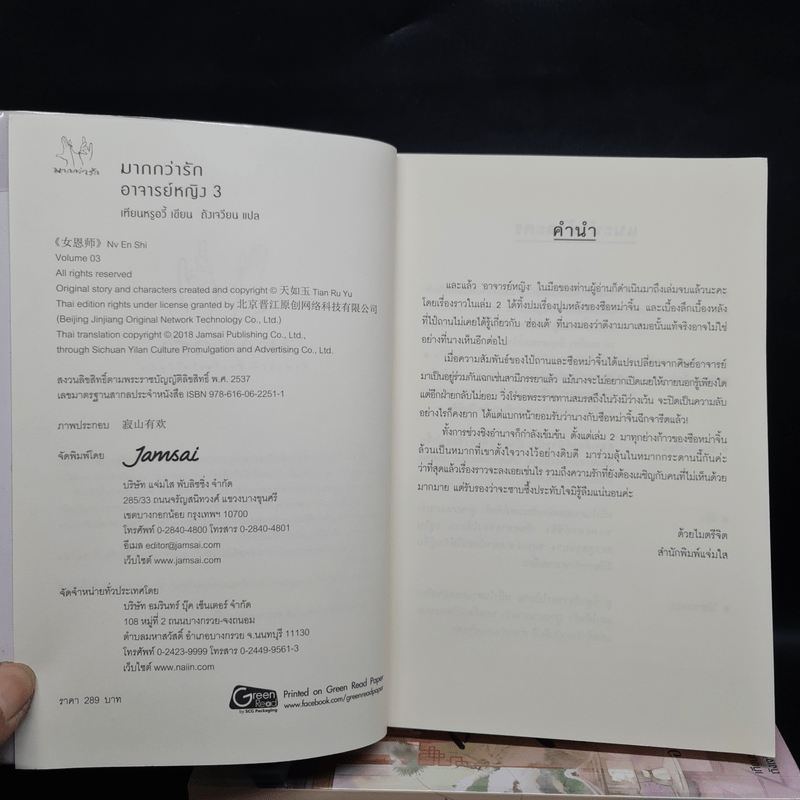 มากกว่ารัก
มากกว่ารัก
อาจารย์หญิง 3
เทียนหรูอวี้ เขียน ถังเจวียน แปล
《女恩师》 Nv En Shi
Volume 03
All rights reserved
Original story and characters created and copyright © 天如玉 Tian Ru Yu
Thai edition rights under license granted by 北京晋江原创网络科技有限公司
(Beijing Jinjiang Original Network Technology Co., Ltd.)
Thai translation copyright © 2018 Jamsai Publishing Co., Ltd.,
through Sichuan Yilan Culture Promulgation and Advertising Co., Ltd.
สงวนลิขสิทธิ์ตามพระราชบัญญัติลิขสิทธิ์ พ.ศ. 2537
เลขมาตรฐานสากลประจำหนังสือ ISBN 978-616-06-2251-1
ภาพประกอบ 寂山有欢
จัดพิมพ์โดย Jamsai
บริษัท แจ่มใส พับลิชชิ่ง จำกัด
285/33 ถนนจรัญสนิทวงศ์ แขวงบางขุนศรี
เขตบางกอกน้อย กรุงเทพฯ 10700
โทรศัพท์ 0-2840-4800 โทรสาร 0-2840-4801
อีเมล editor@jamsai.com
เว็บไซต์ www.jamsai.com
จัดจำหน่ายทั่วประเทศโดย
บริษัท อมรินทร์ บุ๊ค เซ็นเตอร์ จำกัด
108 หมู่ที่ 2 ถนนบางกรวย-จงถนอม
ตำบลมหาสวัสดิ์ อำเภอบางกรวย จ.นนทบุรี 11130
โทรศัพท์ 0-2423-9999 โทรสาร 0-2449-9561-3
เว็บไซต์ www.naiin.com
ราคา 289 บาท
Green Read by SCG Packaging
Printed on Green Read Paper
www.facebook.com/greenreadpaper
คำนำ
และแล้ว 'อาจารย์หญิง' ในมือของท่านผู้อ่านก็ดำเนินมาถึงเล่มจบแล้วนะคะ
โดยเรื่องราวในเล่ม 2 ได้ทิ้งปมเรื่องปูมหลังของซือหม่าจิ้น และเบื้องลึกเบื้องหลัง
ที่ไป๋ถานไม่เคยได้รู้เกี่ยวกับ 'ฮ่องเต้' ที่นางมองว่าดีงามมาเสมอนั้นแท้จริงอาจไม่ใช่
อย่างที่นางเห็นอีกต่อไป
เมื่อความสัมพันธ์ของไป๋ถานและซือหม่าจิ้นได้แปรเปลี่ยนจากศิษย์อาจารย์
มาเป็นอยู่ร่วมกันเฉกเช่นสามีภรรยาแล้ว แม้นางจะไม่อยากเปิดเผยให้ภายนอกรู้เพียงใด
แต่อีกฝ่ายกลับไม่ยอม วิ่งโร่ขอพระราชทานสมรสถึงในวังมิว่างเว้น จะปิดเป็นความลับ
อย่างไรก็คงยาก ได้แต่แบกหน้ายอมรับว่านางกับซือหม่าจิ้นฉีกจารีตแล้ว!
ทั้งการช่วงชิงอำนาจก็กำลังเข้มข้น ตั้งแต่เล่ม 2 มาทุกย่างก้าวของซือหม่าจิ้น
ล้วนเป็นหมากที่เขาตั้งใจวางไว้อย่างดิบดี มาร่วมลุ้นในหมากกระดานนี้กันค่ะ
ว่าที่สุดแล้วเรื่องราวจะลงเอยเช่นไร รวมถึงความรักที่ยังต้องเผชิญกับคนที่ไม่เห็นด้วย
มากมาย แต่รับรองว่าจะซาบซึ้งประทับใจมิรู้ลืมแน่นอนค่ะ
ด้วยไมตรีจิต
สำนักพิมพ์แจ่มใส